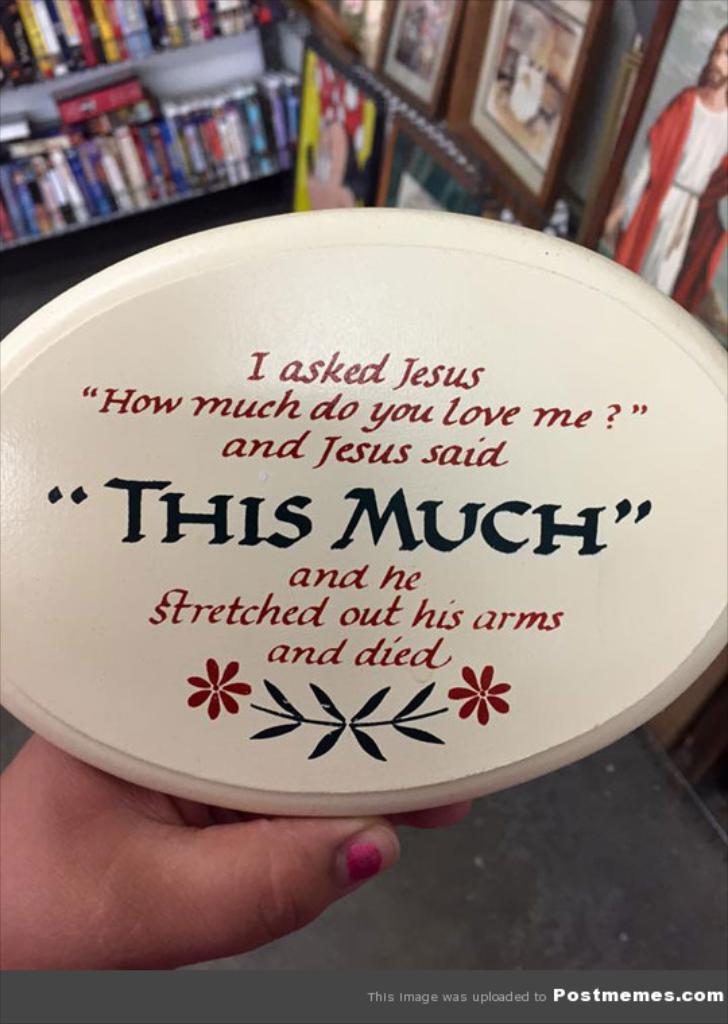 I asked Jesus
“How much do you love me?”
and Jesus said
“THIS MUCH”
and he
stretched out his arms
and died
This image was uploaded to Postmemes.com